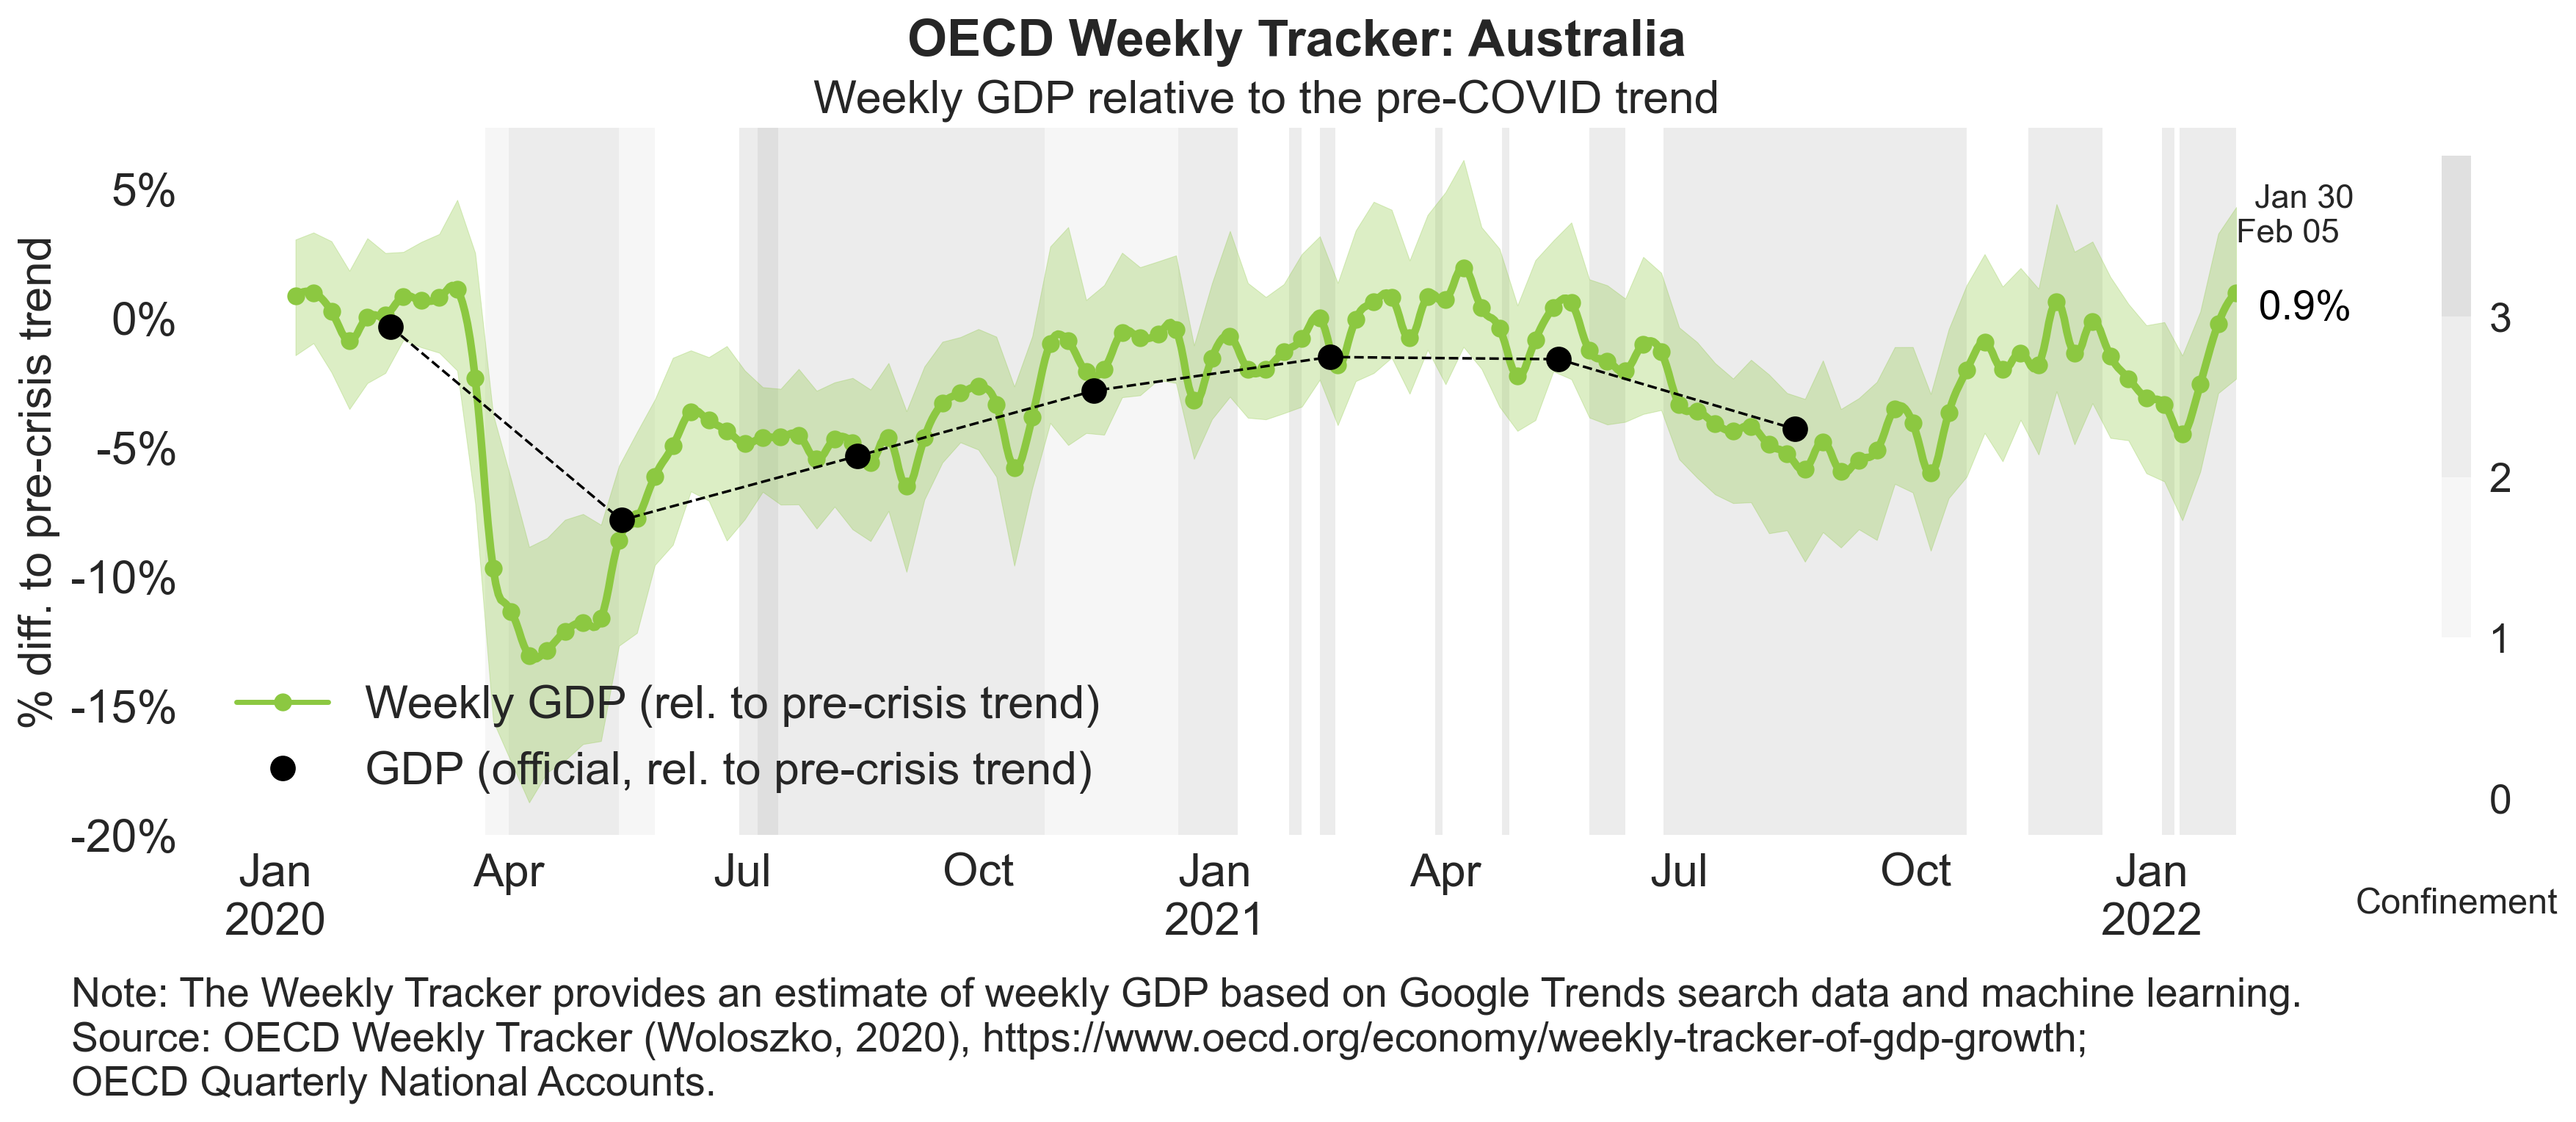 OECD Weekly Tracker: Australia
Weekly GDP relative to the pre-COVID trend
% diff. to pre-crisis trend
5%
0%
-5%
-10%
-15%
-20%
Jan 30
Feb 05
0.9%
3
2
1
0
Confinement
Weekly GDP (rel. to pre-crisis trend)
GDP (official, rel. to pre-crisis trend)
Jan Apr Jul Oct Jan Apr Jul Oct Jan
2020 2021 2022
Note: The Weekly Tracker provides an estimate of weekly GDP based on Google Trends search data and machine learning.
Source: OECD Weekly Tracker (Woloszko, 2020), https://www.oecd.org/economy/weekly-tracker-of-gdp-growth;
OECD Quarterly National Accounts.